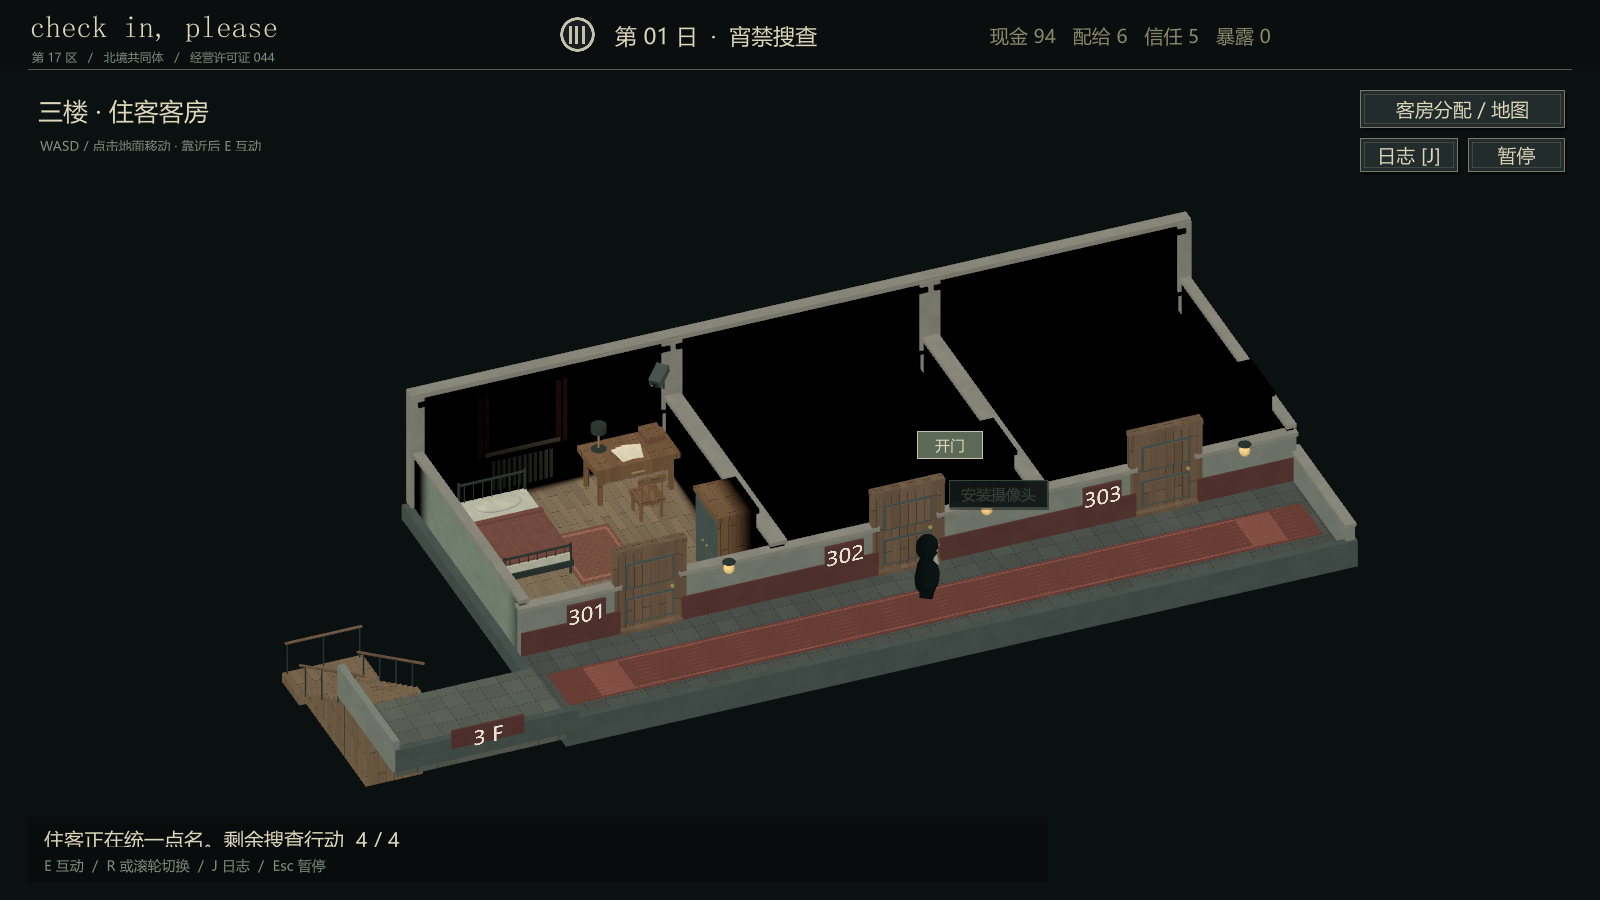 check in, please
第 17 区 / 北境共同体 / 经营许可证 044
第 01 日 · 宵禁搜查
现金 94 配给 6 信任 5 暴露 0
三楼 · 住客客房
WASD / 点击地面移动 · 靠近后 E 互动
客房分配 / 地图
日志 [J]
暂停
开门
安装摄像头
303
302
301
3 F
住客正在统一点名。剩余搜查行动 4 / 4
E 互动 / R 或滚轮切换 / J 日志 / Esc 暂停